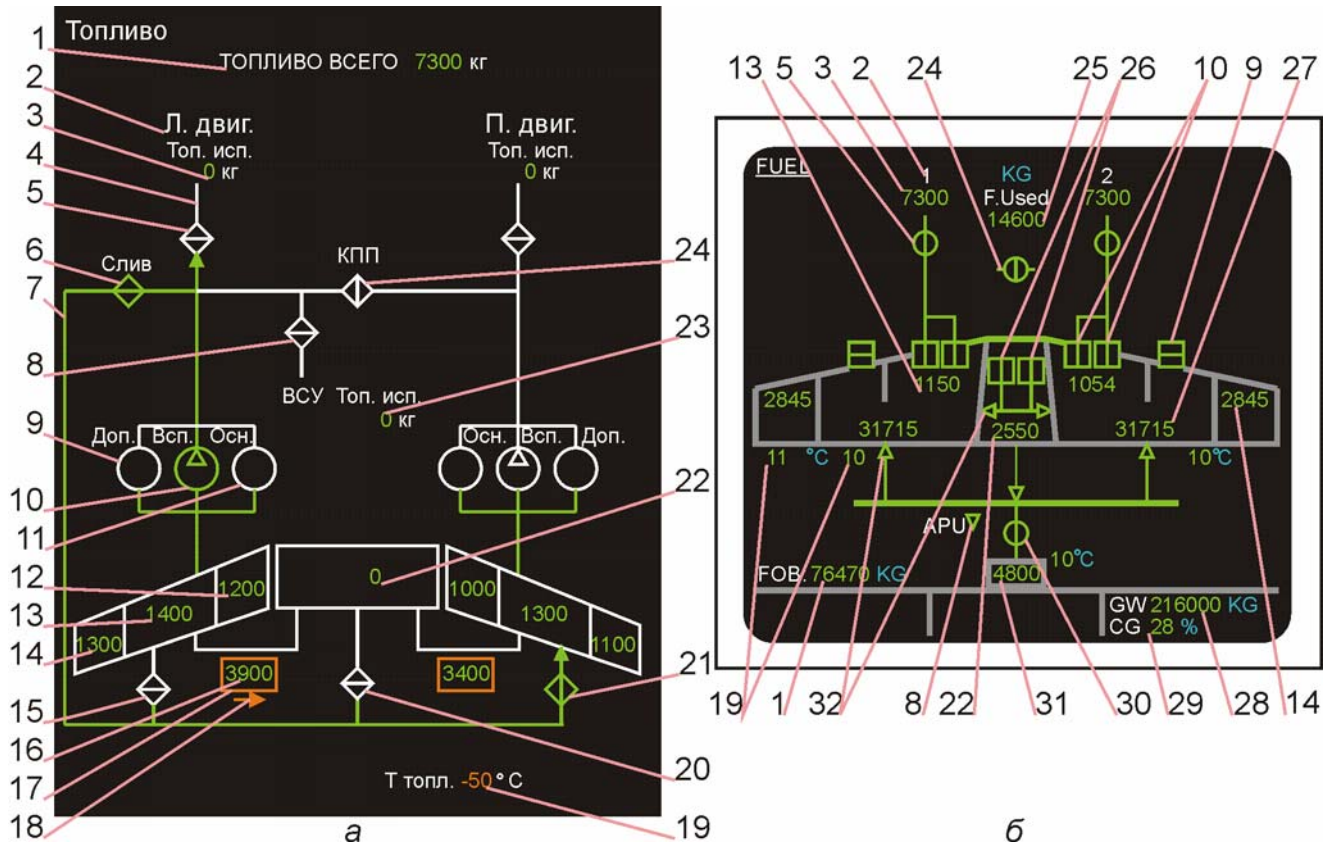 Топливо
ТОПЛИВО ВСЕГО 7300 кг
Л. двиг. П. двиг.
Топ. исп. Топ. исп.
0 кг 0 кг
Слив КПП
ВСУ Топ. исп.
0 кг
Доп. Всп. Осн. Осн. Всп. Доп.
0
1200 1000
1400 1300
1300 1100
3900 3400
Т топл. -50°С
1
2
3
4
5
6
7
8
9
10
11
12
13
14
15
16
17
18
24
23
22
21
20
19
а
13 5 3 2 24 25 26 10 9 27
FUEL
1 KG 2
7300 F.Used 7300
14600
1150 1054
2845 2845
31715 2550 31715
11 °C 10 10°C
APU
10°C
FOB. 76470 KG 4800
GW 216000 KG
CG 28 %
19 1 32 8 22 31 30 29 28 14
б